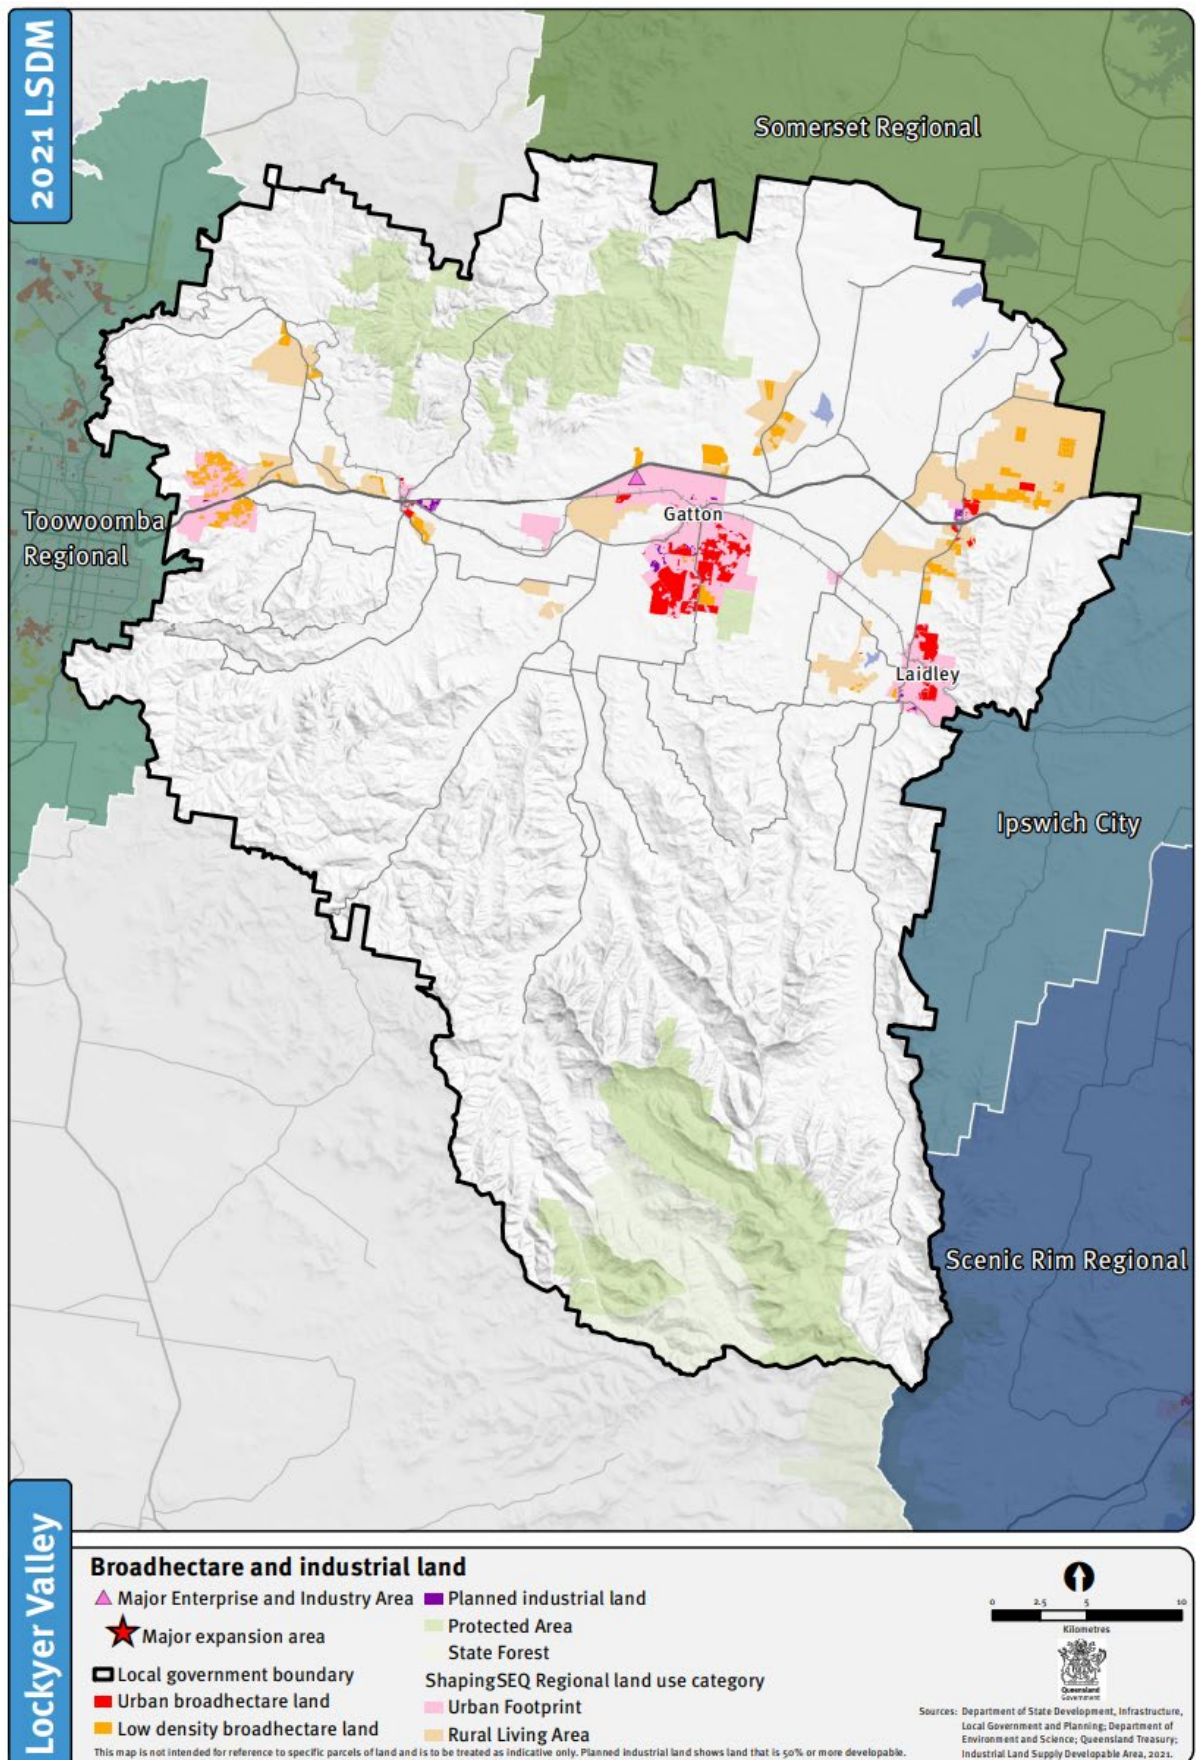 2021 LSDM
Somerset Regional
Toowoomba
Regional
Gatton
Laidley
Ipswich City
Scenic Rim Regional
Lockyer Valley
Broadhectare and industrial land
Major Enterprise and Industry Area
Major expansion area
Local government boundary
Urban broadhectare land
Low density broadhectare land
Planned industrial land
Protected Area
State Forest
ShapingSEQ Regional land use category
Urban Footprint
Rural Living Area
0 2.5 5 10
Kilometres
Queensland
Government
Sources: Department of State Development, Infrastructure,
Local Government and Planning; Department of
Environment and Science; Queensland Treasury;
Industrial Land Supply Developable Area, 2021.
This map is not intended for reference to specific parcels of land and is to be treated as indicative only. Planned industrial land shows land that is 50% or more developable.